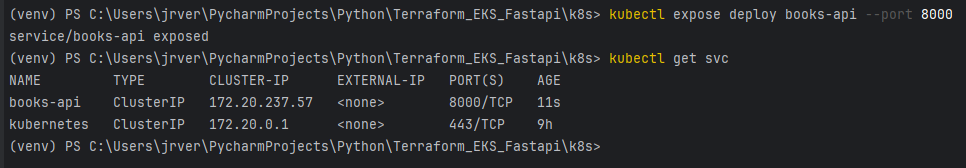 (venv) PS C:\Users\jrver\PycharmProjects\Python\Terraform_EKS_Fastapi\k8s> kubectl expose deploy books-api --port 8000
service/books-api exposed
(venv) PS C:\Users\jrver\PycharmProjects\Python\Terraform_EKS_Fastapi\k8s> kubectl get svc
NAME         TYPE        CLUSTER-IP      EXTERNAL-IP   PORT(S)    AGE
books-api    ClusterIP   172.20.237.57   <none>        8000/TCP   11s
kubernetes   ClusterIP   172.20.0.1      <none>        443/TCP    9h
(venv) PS C:\Users\jrver\PycharmProjects\Python\Terraform_EKS_Fastapi\k8s>